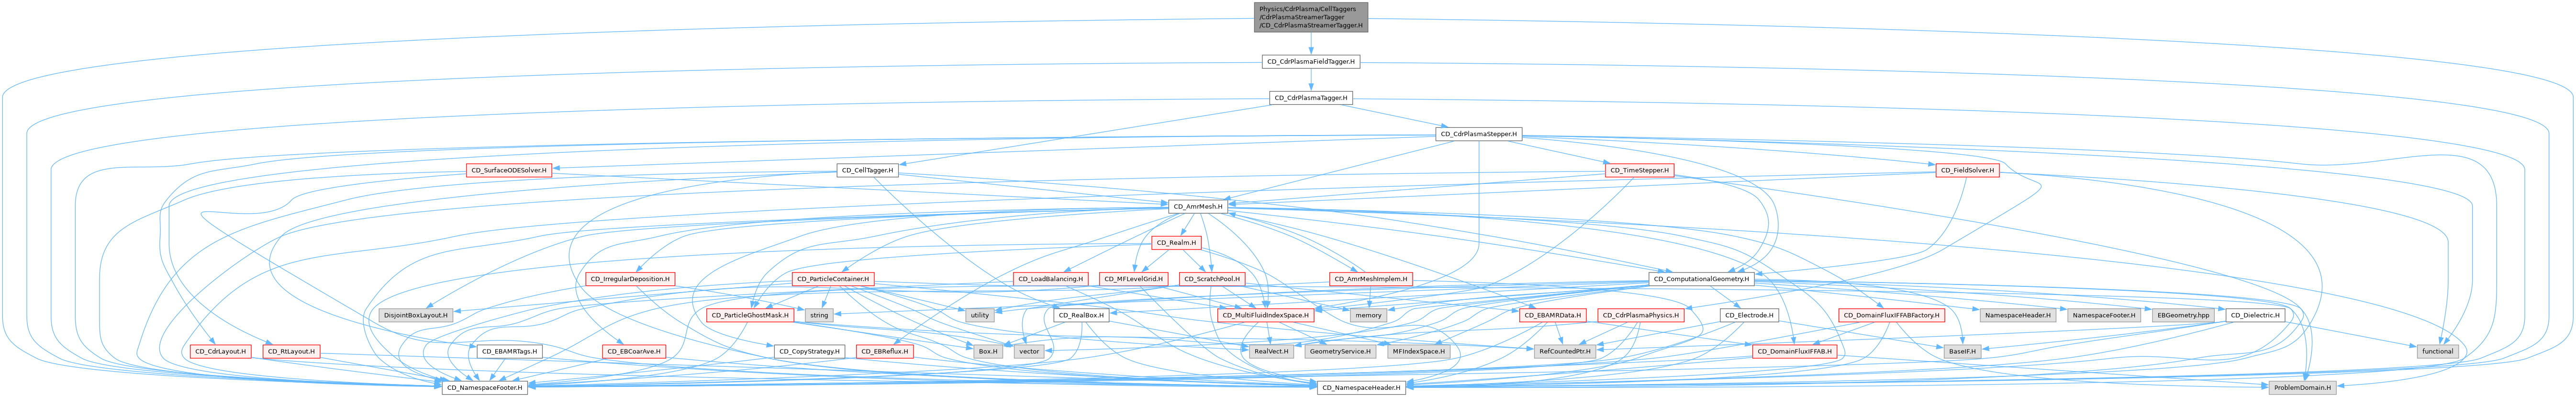 Physics/CdrPlasma/CellTaggers
/CdrPlasmaStreamerTagger
/CD_CdrPlasmaStreamerTagger.H
CD_CdrPlasmaFieldTagger.H
CD_CdrPlasmaTagger.H
CD_CdrPlasmaStepper.H
CD_SurfaceODESolver.H
CD_CellTagger.H
CD_TimeStepper.H
CD_FieldSolver.H
CD_AmrMesh.H
CD_Realm.H
CD_IrregularDeposition.H
CD_ParticleContainer.H
CD_LoadBalancing.H
CD_MFLevelGrid.H
CD_ScratchPool.H
CD_AmrMeshImplem.H
CD_ComputationalGeometry.H
DisjointBoxLayout.H
CD_ParticleGhostMask.H
string
utility
CD_RealBox.H
CD_MultiFluidIndexSpace.H
memory
CD_EBAMRData.H
CD_CdrPlasmaPhysics.H
CD_Electrode.H
CD_DomainFluxIFFABFactory.H
NamespaceHeader.H
NamespaceFooter.H
EBGeometry.hpp
CD_Dielectric.H
CD_CdrLayout.H
CD_RtLayout.H
CD_EBAMRTags.H
CD_EBCoarAve.H
CD_CopyStrategy.H
CD_EBReflux.H
Box.H
vector
RealVect.H
GeometryService.H
MFIndexSpace.H
RefCountedPtr.H
CD_DomainFluxIFFAB.H
BaseIF.H
functional
CD_NamespaceFooter.H
CD_NamespaceHeader.H
ProblemDomain.H